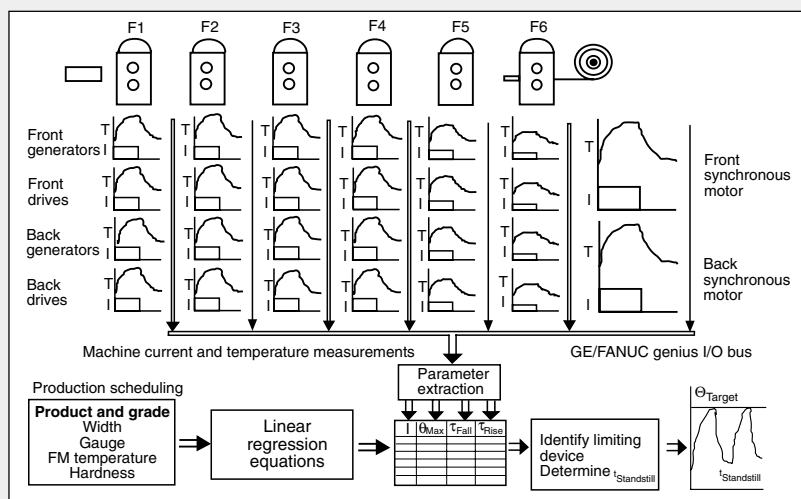 F1 F2 F3 F4 F5 F6
Front generators T I T I T I T I T I T I T I
Front drives T I T I T I T I T I T I
Front synchronous motor
Back generators T I T I T I T I T I T I T I
Back drives T I T I T I T I T I T I
Back synchronous motor
Machine current and temperature measurements
GE/FANUC genius I/O bus
Parameter extraction
Production scheduling
Product and grade
Width
Gauge
FM temperature
Hardness
Linear
regression
equations
I θMax τFall τRise
Identify limiting
device
Determine tStandstill
ΘTarget
tStandstill